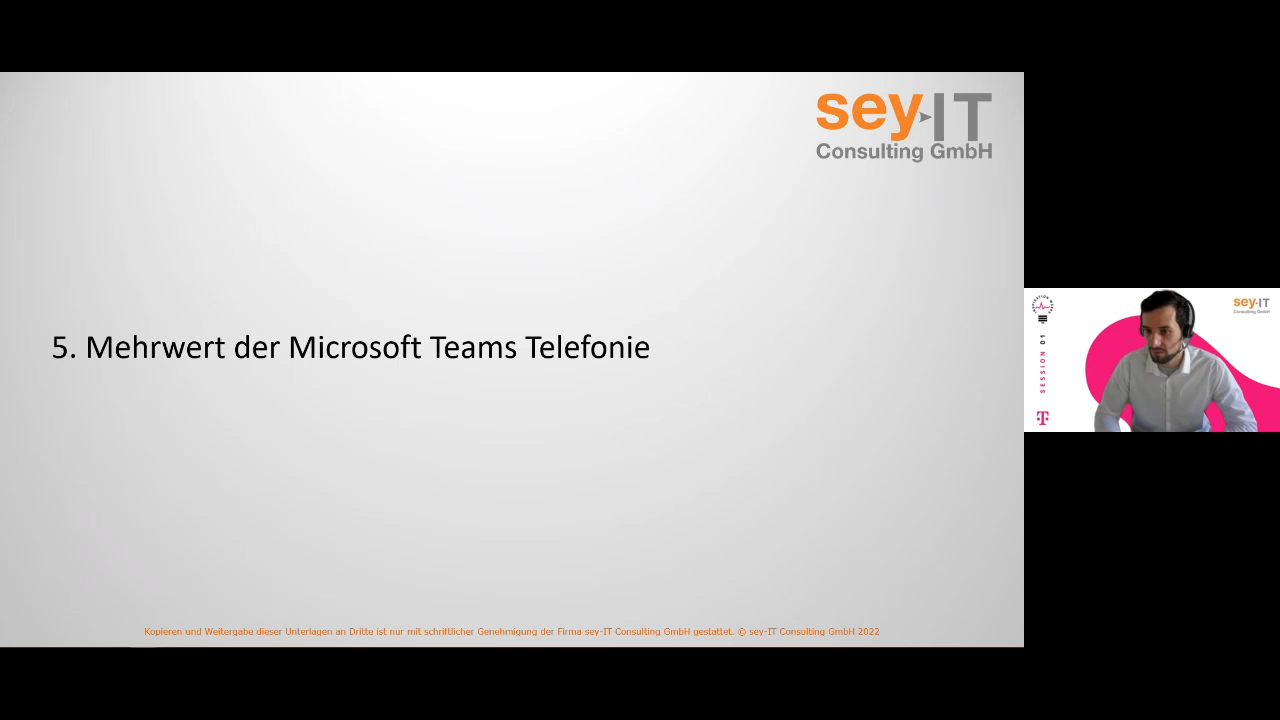 sey-IT
Consulting GmbH
5. Mehrwert der Microsoft Teams Telefonie
Kopieren und Weitergabe dieser Unterlagen an Dritte ist nur mit schriftlicher Genehmigung der Firma sey-IT Consulting GmbH gestattet. © sey-IT Consulting GmbH 2022
SESSION 01
T
sey-IT
Consulting GmbH